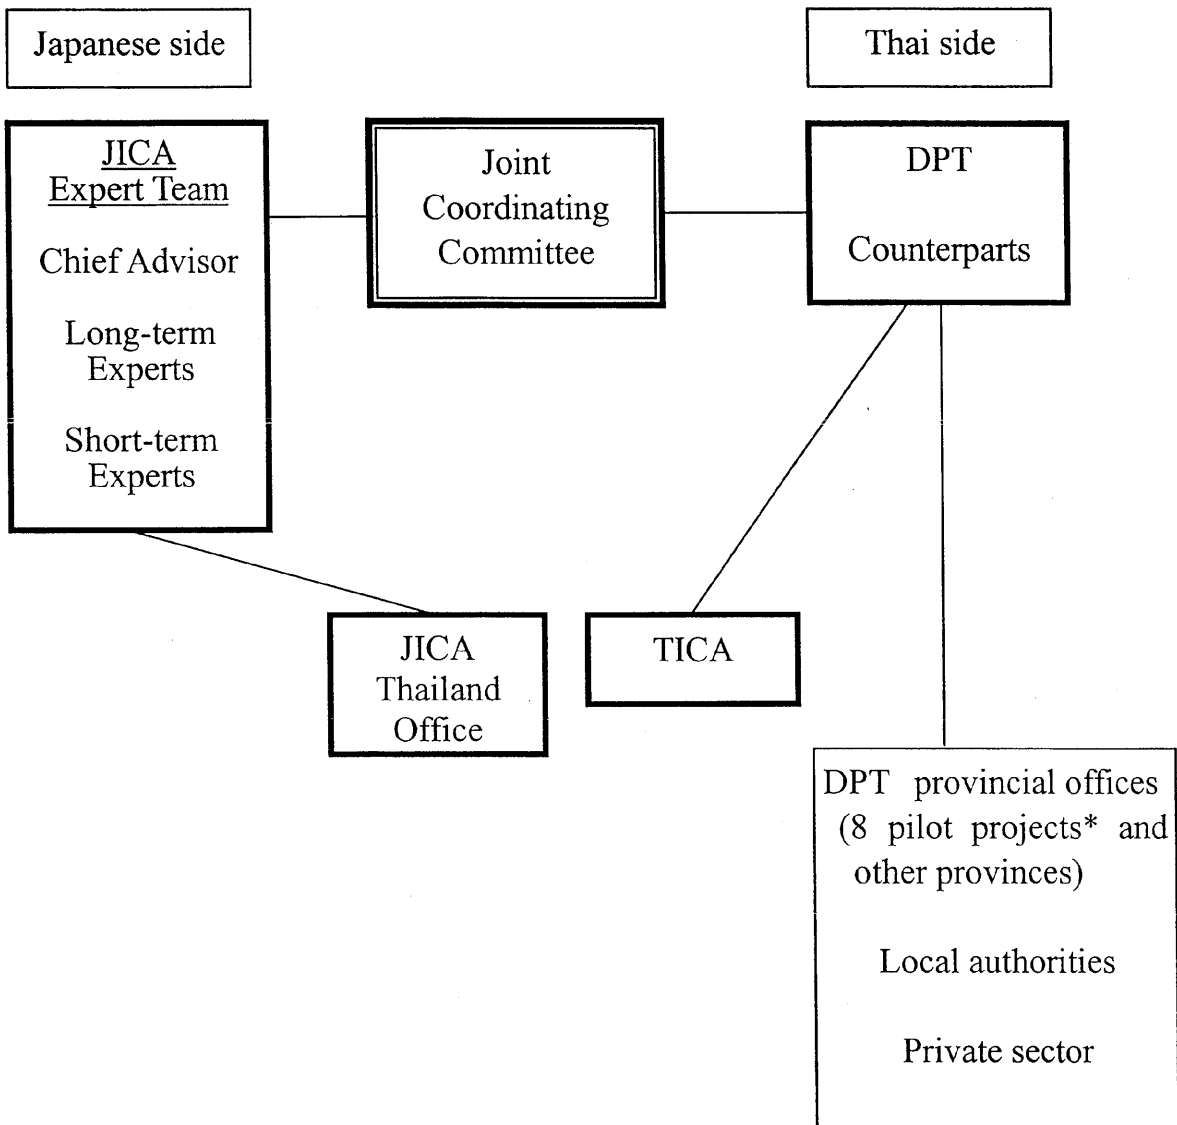 Japanese side
Thai side
JICA
Expert Team
Chief Advisor
Long-term
Experts
Short-term
Experts
Joint
Coordinating
Committee
DPT
Counterparts
JICA
Thailand
Office
TICA
DPT provincial offices
(8 pilot projects* and
other provinces)
Local authorities
Private sector